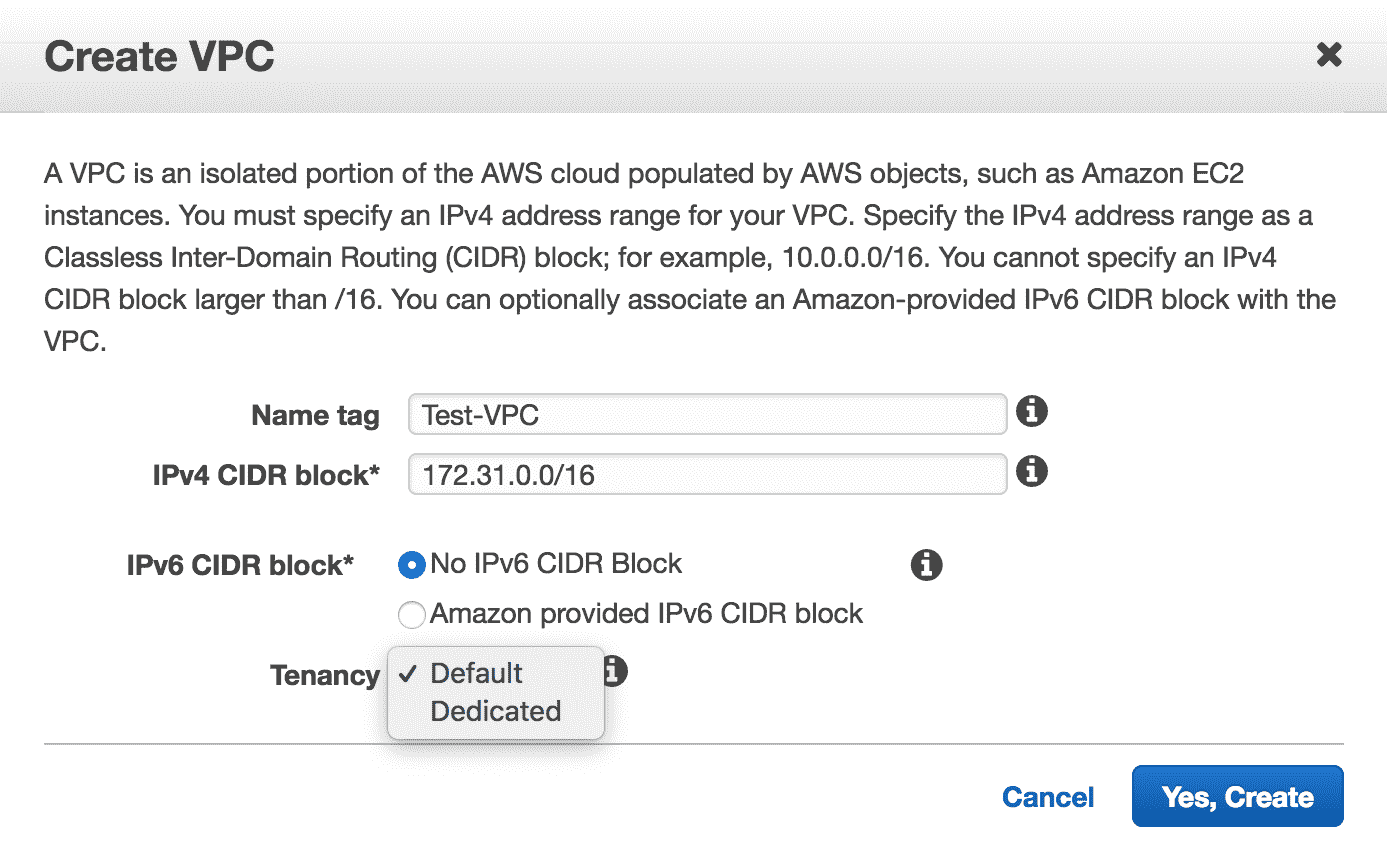 Create VPC
A VPC is an isolated portion of the AWS cloud populated by AWS objects, such as Amazon EC2
instances. You must specify an IPv4 address range for your VPC. Specify the IPv4 address range as a
Classless Inter-Domain Routing (CIDR) block; for example, 10.0.0.0/16. You cannot specify an IPv4
CIDR block larger than /16. You can optionally associate an Amazon-provided IPv6 CIDR block with the
VPC.
Name tag Test-VPC
IPv4 CIDR block* 172.31.0.0/16
IPv6 CIDR block* No IPv6 CIDR Block
Amazon provided IPv6 CIDR block
Tenancy ✓ Default
Dedicated
Cancel Yes, Create